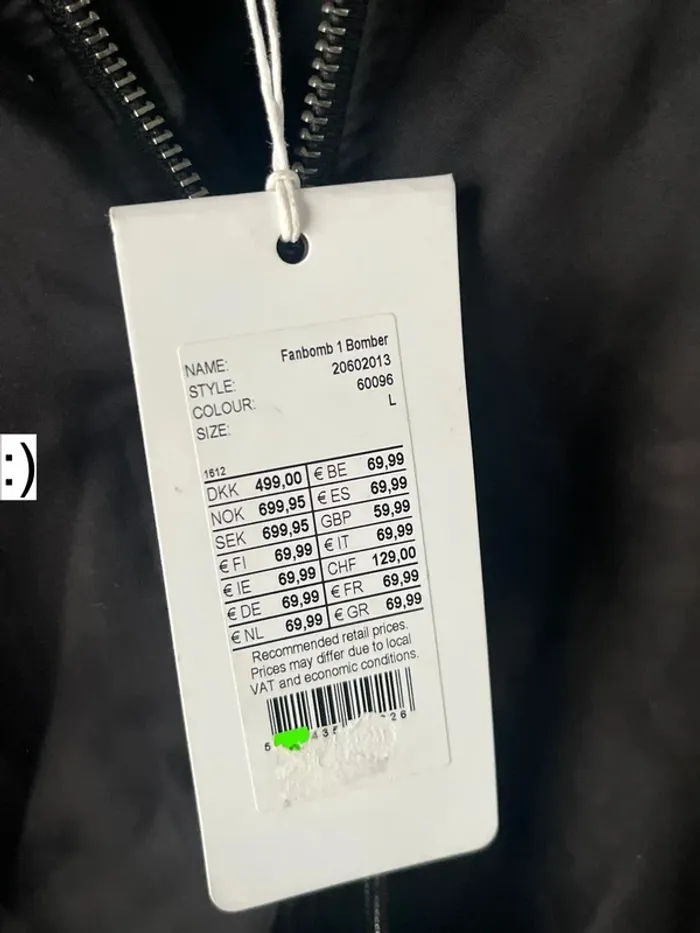 NAME: Fanbomb 1 Bomber
STYLE: 20602013
COLOUR: 60096
SIZE: L
1612
DKK 499,00 € BE 69,99
NOK 699,95 € ES 69,99
SEK 699,95 GBP 59,99
€ FI 69,99 € IT 69,99
€ IE 69,99 CHF 129,00
€ DE 69,99 € FR 69,99
€ NL 69,99 € GR 69,99
Recommended retail prices.
Prices may differ due to local
VAT and economic conditions.
:)